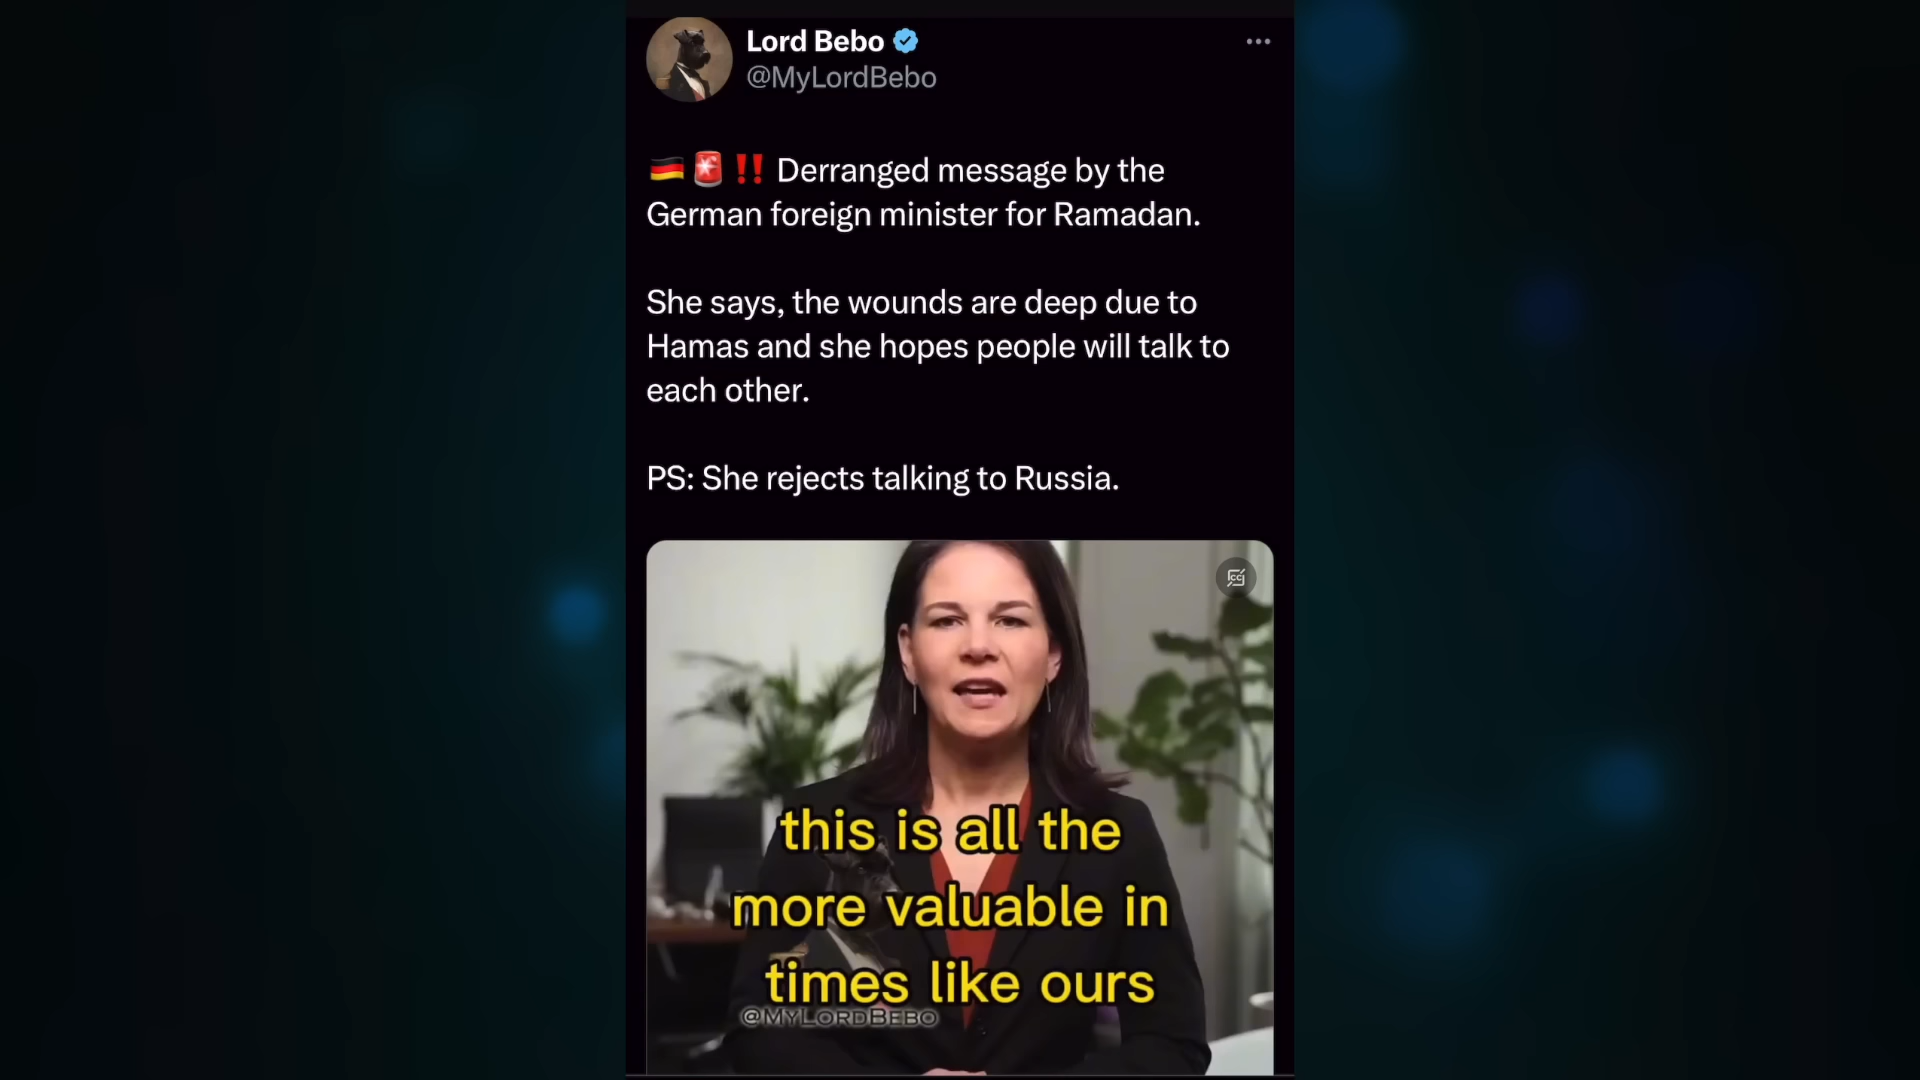 Lord Bebo
@MyLordBebo
🇩🇪🚨‼️ Derranged message by the
German foreign minister for Ramadan.
She says, the wounds are deep due to
Hamas and she hopes people will talk to
each other.
PS: She rejects talking to Russia.
this is all the
more valuable in
times like ours
@MYLORDBEBO